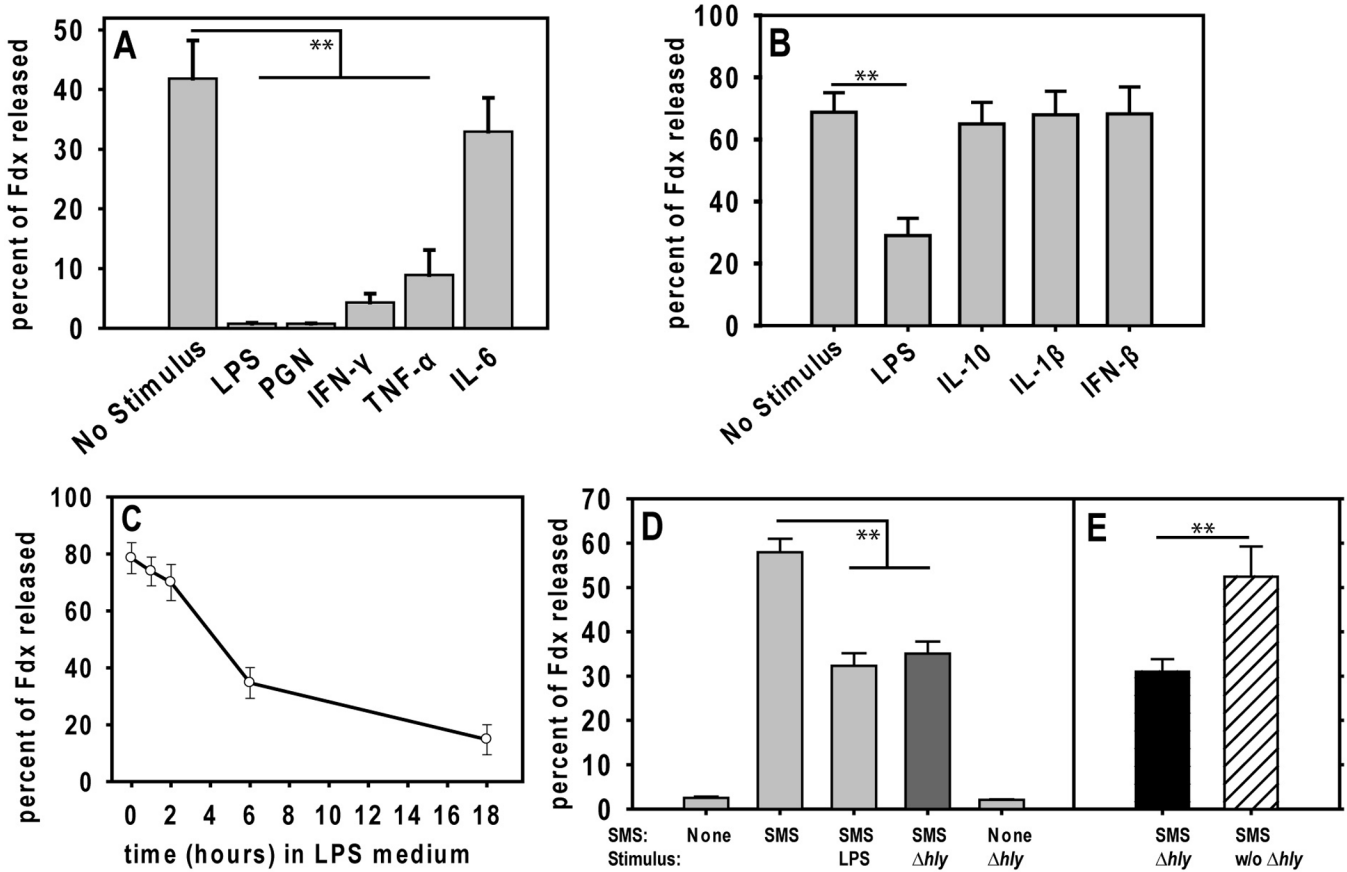 A
percent of Fdx released
50
40
30
20
10
0
**
No Stimulus
LPS
PGN
IFN-γ
TNF-α
IL-6
B
percent of Fdx released
100
80
60
40
20
0
**
No Stimulus
LPS
IL-10
IL-1β
IFN-β
C
percent of Fdx released
100
80
60
40
20
0
0 2 4 6 8 10 12 14 16 18
time (hours) in LPS medium
D
percent of Fdx released
70
60
50
40
30
20
10
0
**
SMS: None SMS SMS SMS None
Stimulus: LPS Δhly Δhly
E
**
SMS SMS
Δhly w/o Δhly